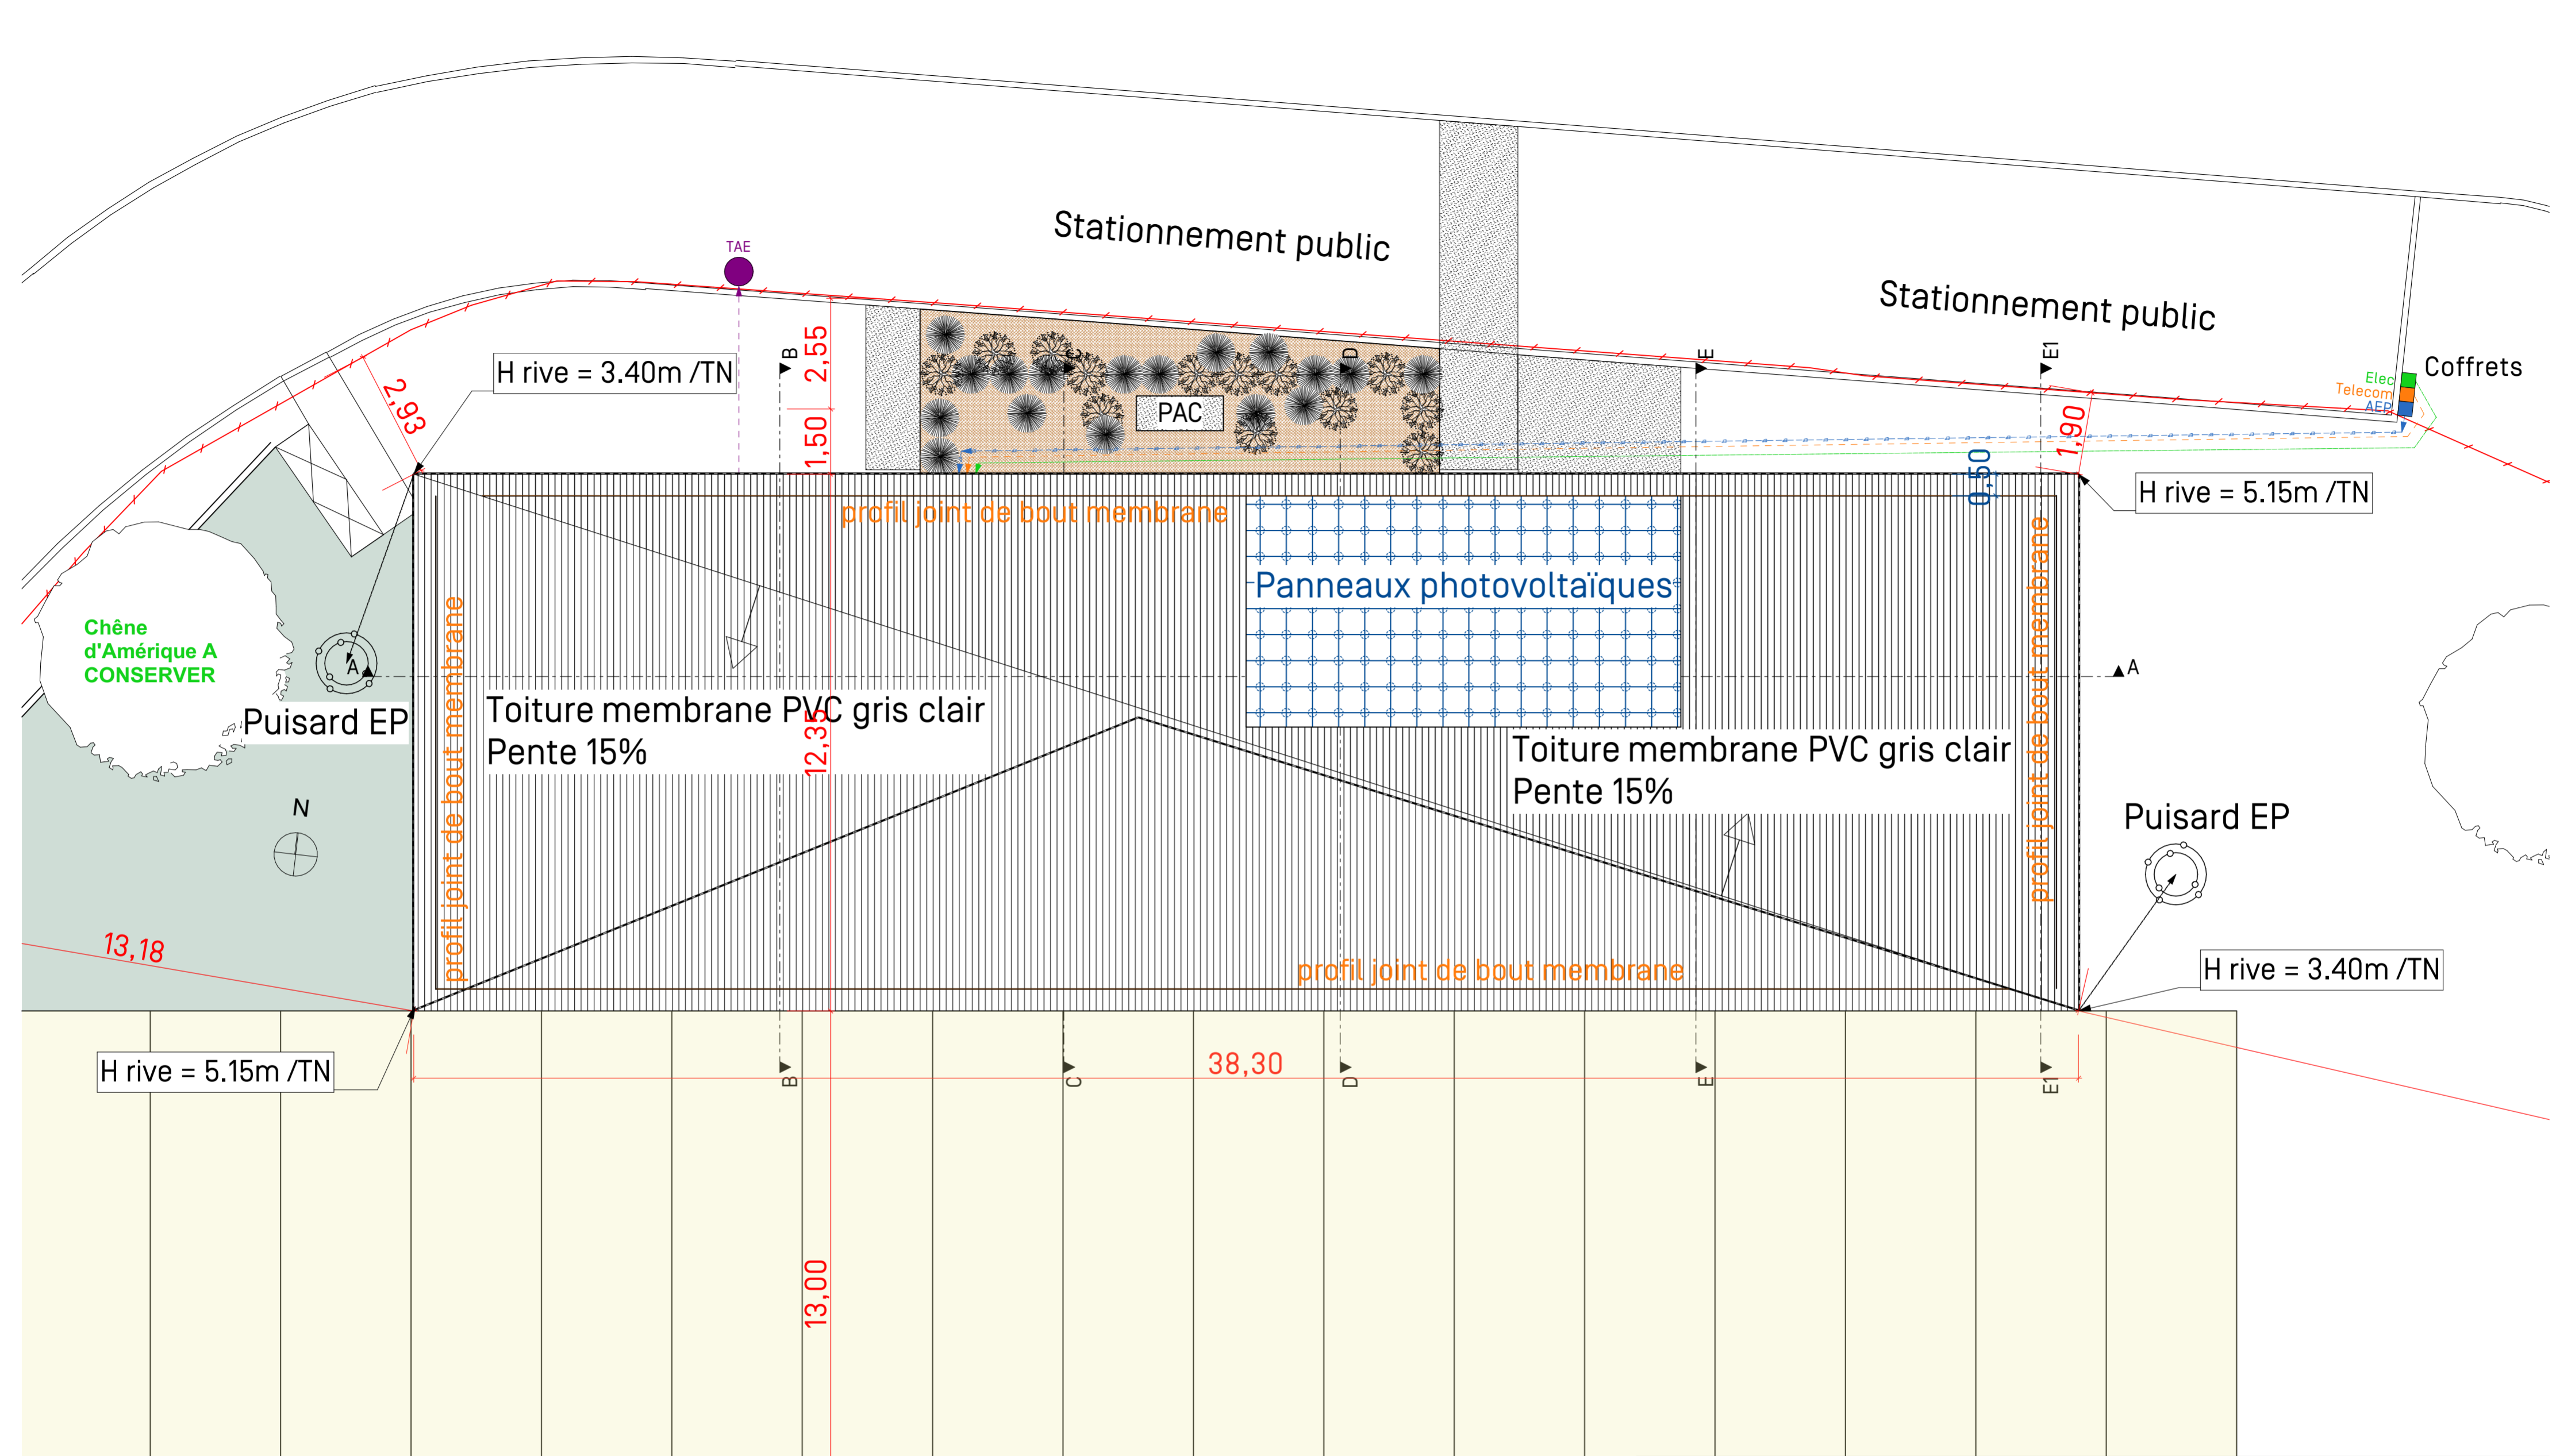 Stationnement public
TAE
Stationnement public
B
2,55
C
D
E
E1
H rive = 3.40m /TN
2,93
Coffrets
Elec
Telecom
AEP
PAC
1,50
1,90
0,50
H rive = 5.15m /TN
profil joint de bout membrane
Panneaux photovoltaïques
profil joint de bout membrane
profil joint de bout membrane
Chêne
d'Amérique A
CONSERVER
A
A
Puisard EP
Toiture membrane PVC gris clair
Pente 15%
12,35
Toiture membrane PVC gris clair
Pente 15%
N
Puisard EP
13,18
profil joint de bout membrane
H rive = 3.40m /TN
H rive = 5.15m /TN
38,30
B
C
D
E
E1
13,00